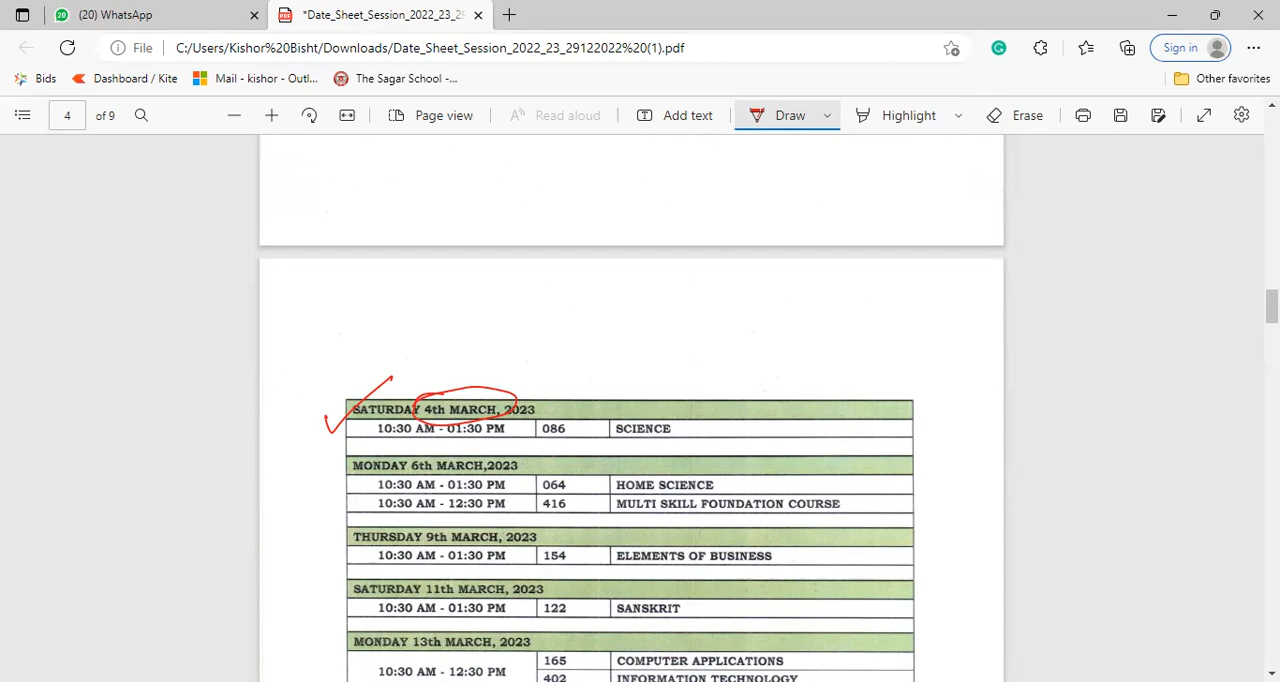 20 (20) WhatsApp *Date_Sheet_Session_2022_23_29
File C:/Users/Kishor%20Bisht/Downloads/Date_Sheet_Session_2022_23_29122022%20(1).pdf Sign in
Bids Dashboard / Kite Mail - kishor - Outl... The Sagar School -... Other favorites
4 of 9 Page view Read aloud Add text Draw Highlight Erase
SATURDAY 4th MARCH, 2023
10:30 AM - 01:30 PM 086 SCIENCE
MONDAY 6th MARCH,2023
10:30 AM - 01:30 PM 064 HOME SCIENCE
10:30 AM - 12:30 PM 416 MULTI SKILL FOUNDATION COURSE
THURSDAY 9th MARCH, 2023
10:30 AM - 01:30 PM 154 ELEMENTS OF BUSINESS
SATURDAY 11th MARCH, 2023
10:30 AM - 01:30 PM 122 SANSKRIT
MONDAY 13th MARCH, 2023
165 COMPUTER APPLICATIONS
10:30 AM - 12:30 PM
402 INFORMATION TECHNOLOGY